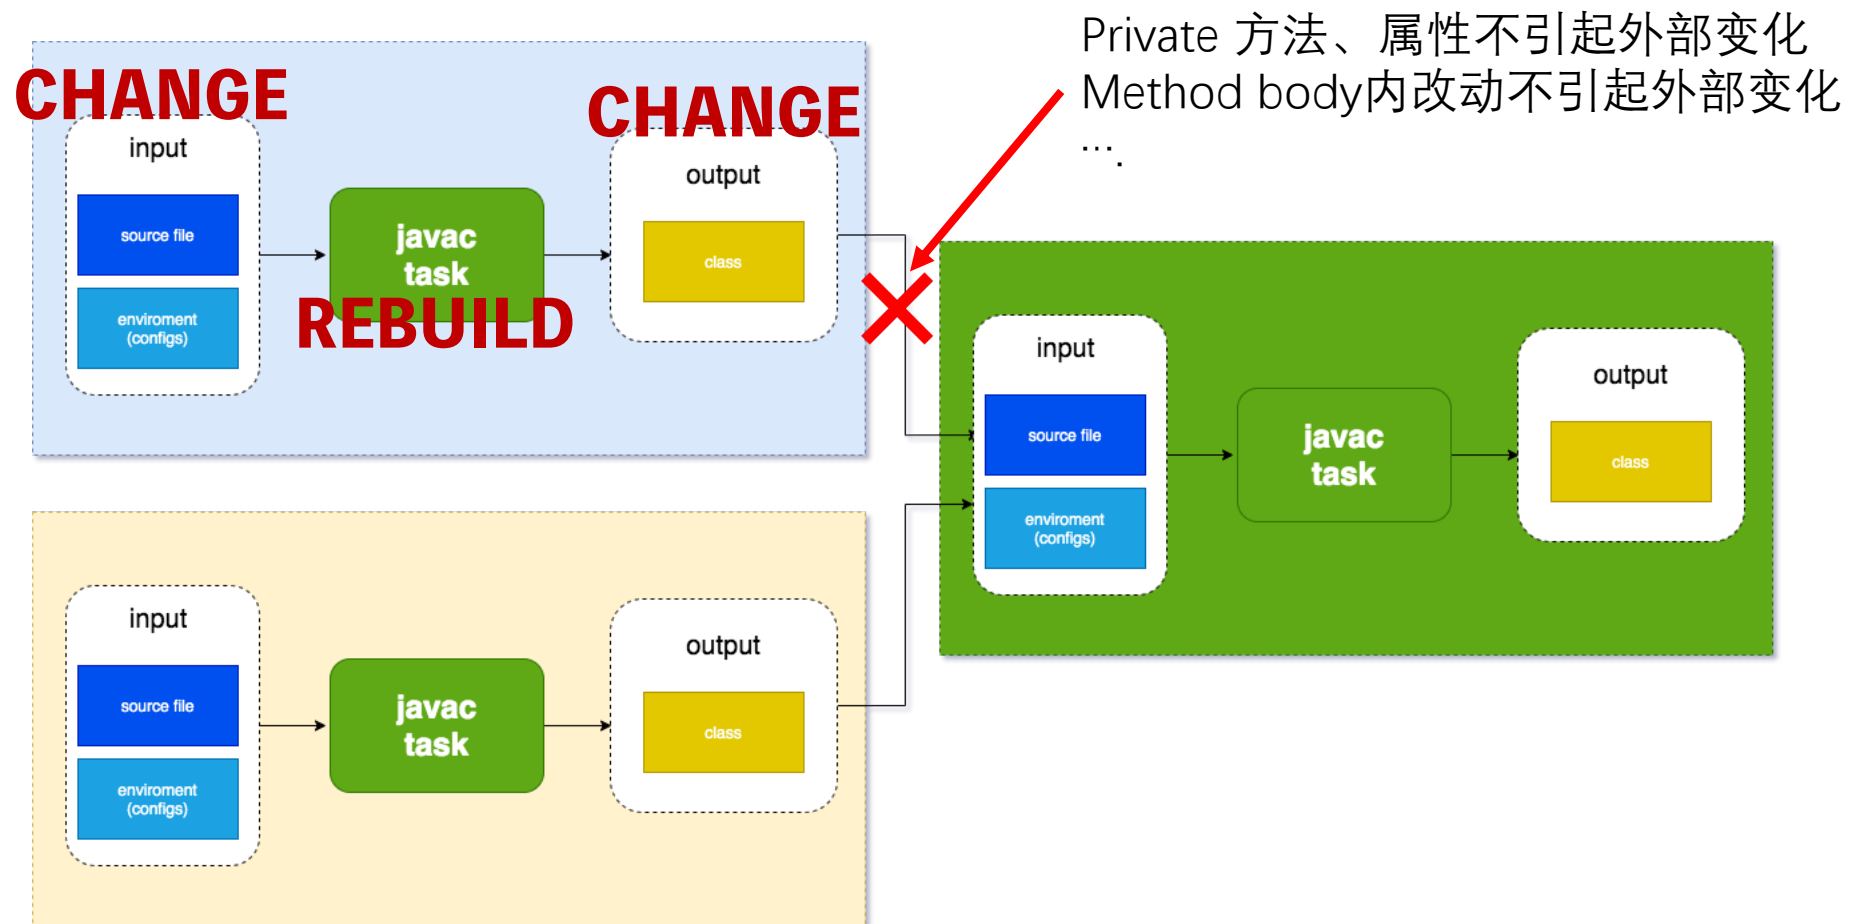 Private 方法、属性不引起外部变化
Method body内改动不引起外部变化
….
CHANGE
input
source file
enviroment
(configs)
javac
task
REBUILD
CHANGE
output
class
input
source file
enviroment
(configs)
javac
task
output
class
input
source file
enviroment
(configs)
javac
task
output
class